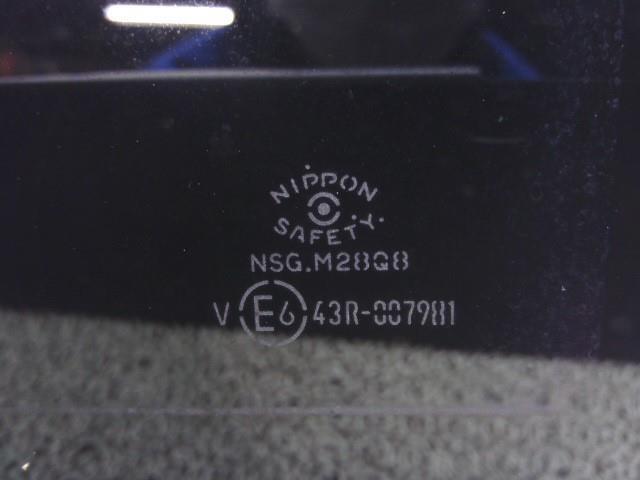 NIPPON
SAFETY
NSG.M28Q8
V E6 43R-007981